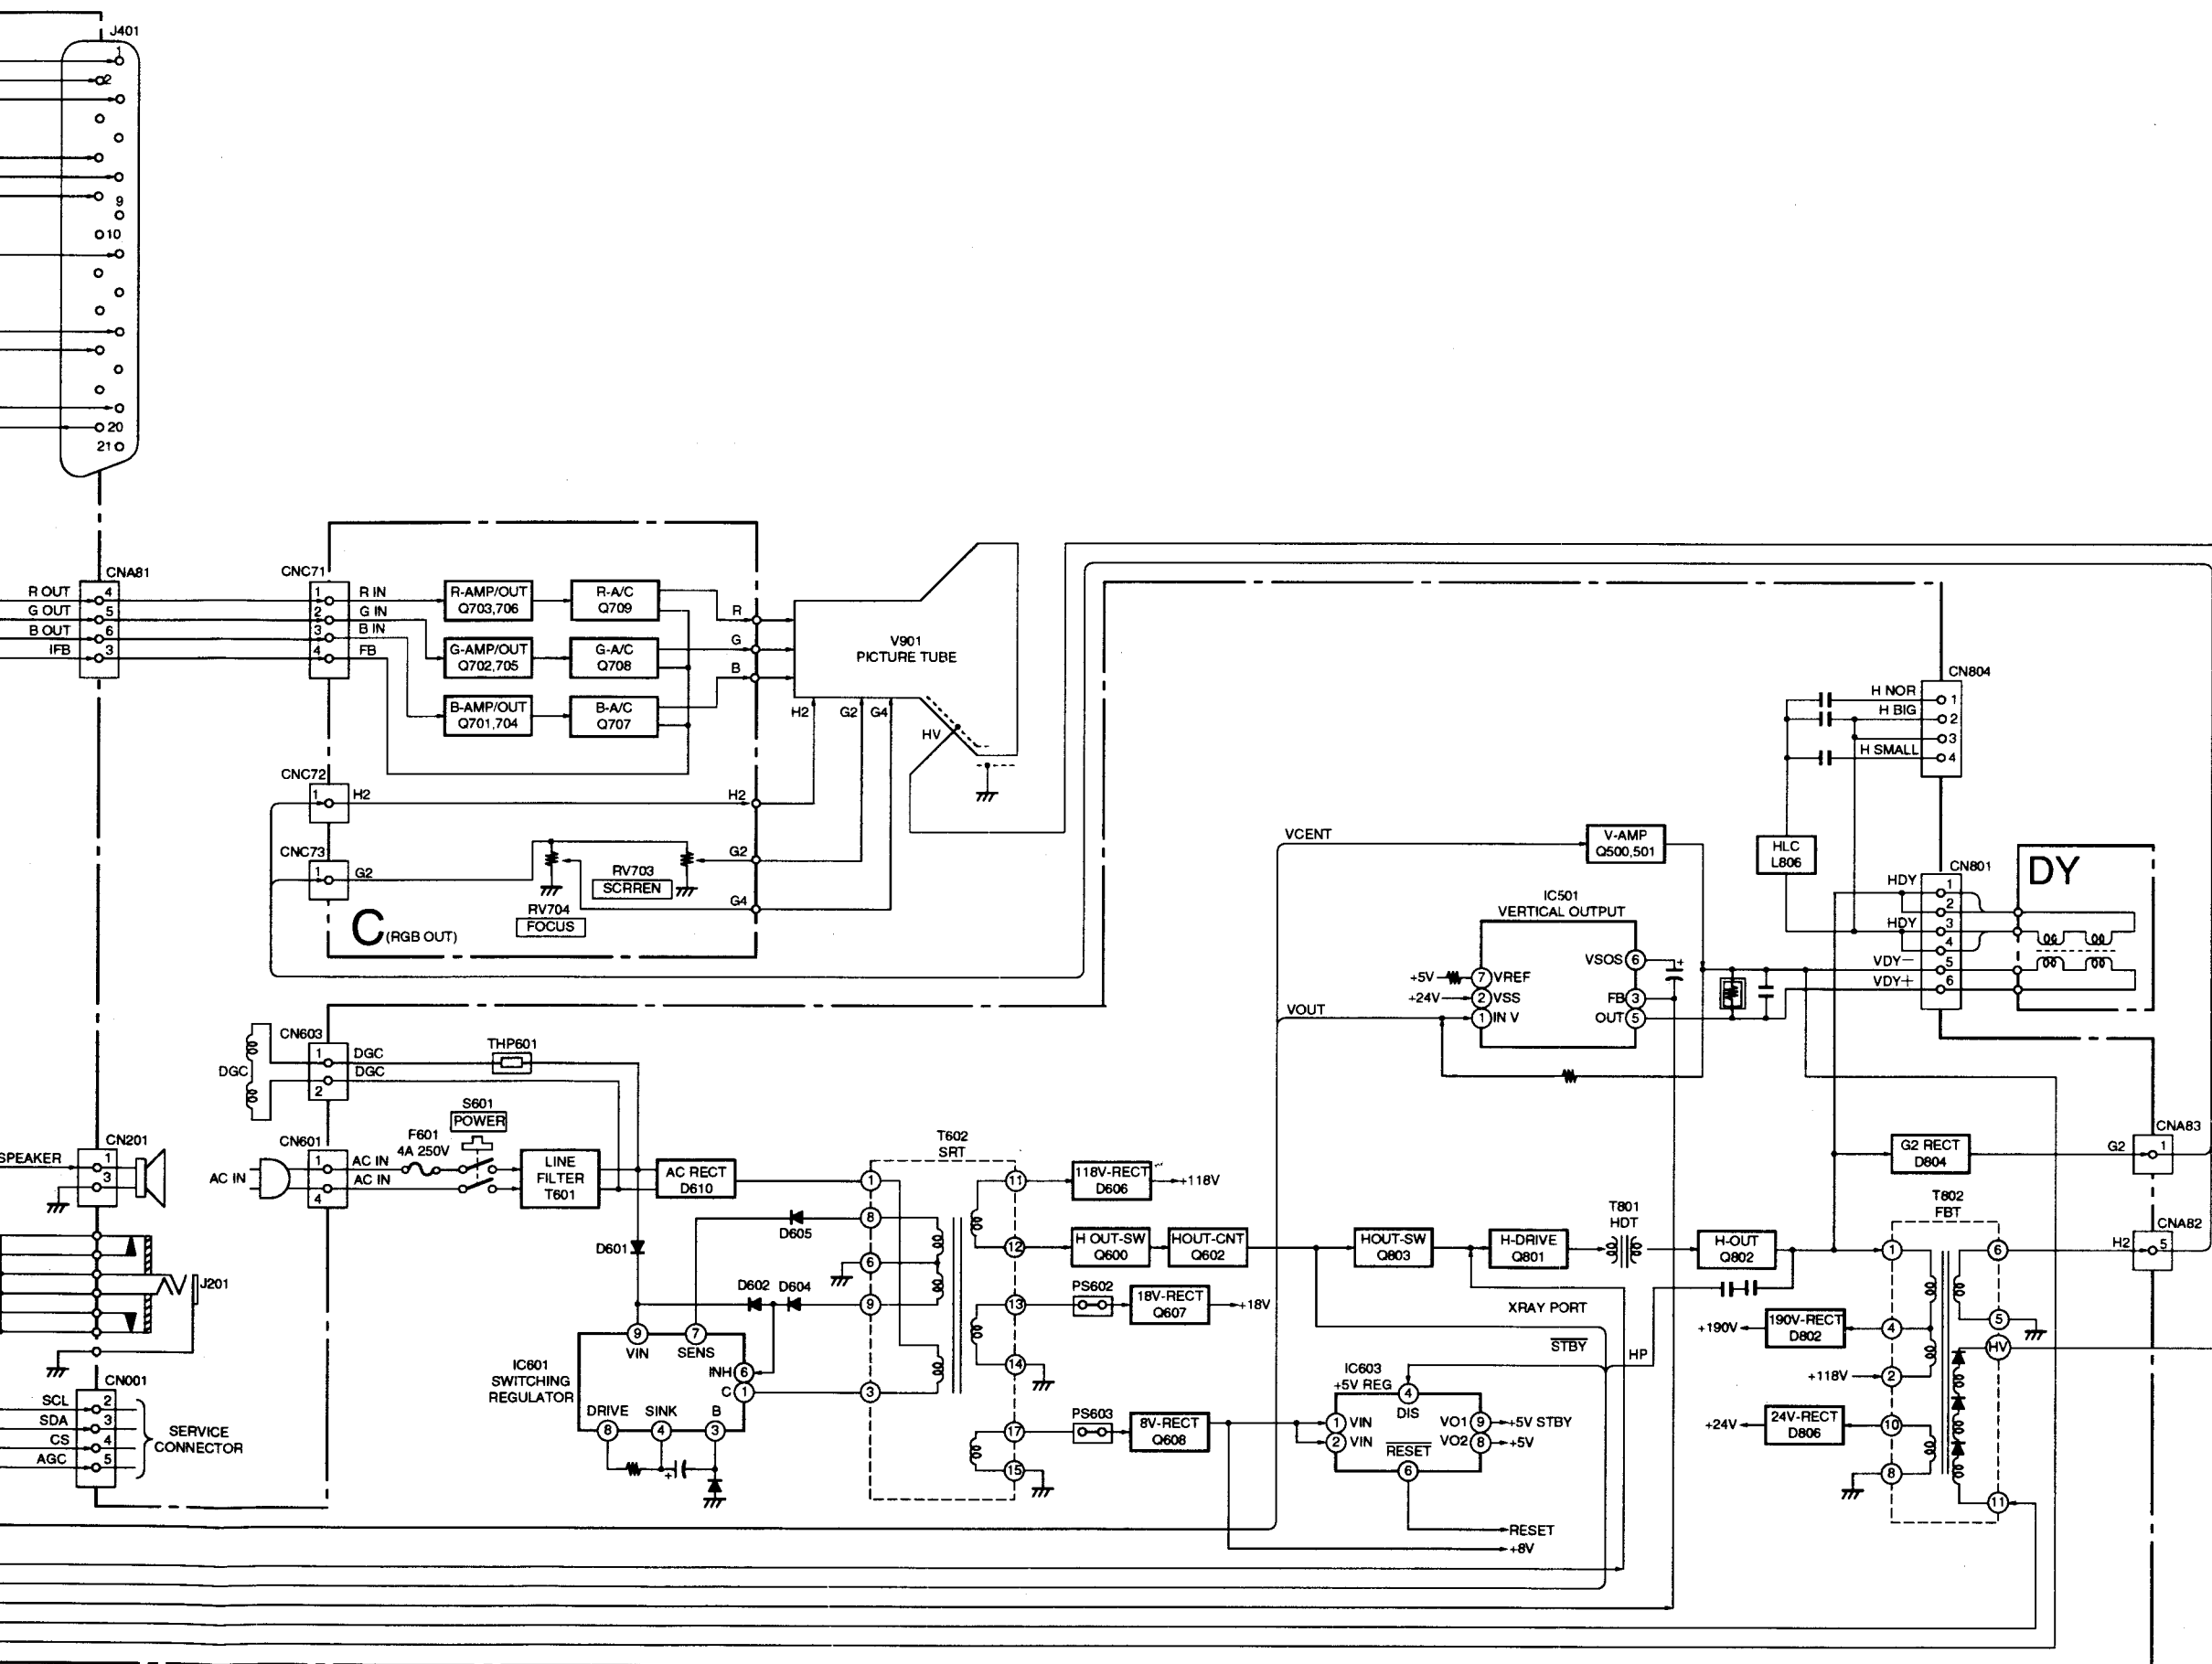 J401
1
2
9
10
20
21
CNA81
R OUT 4
G OUT 5
B OUT 6
IFB 3
CNC71
1 R IN
2 G IN
3 B IN
4 FB
R-AMP/OUT
Q703,706
R-A/C
Q709
G-AMP/OUT
Q702,705
G-A/C
Q708
B-AMP/OUT
Q701,704
B-A/C
Q707
R
G
B
V901
PICTURE TUBE
H2 G2 G4
HV
CNC72
1 H2
H2
CNC73
1 G2
G2
RV703
SCRREN
G4
RV704
FOCUS
C (RGB OUT)
CN804
H NOR 1
H BIG 2
3
H SMALL 4
HLC
L806
VCENT
V-AMP
Q500,501
CN801
HDY 1
2
HDY 3
4
VDY− 5
VDY+ 6
DY
IC501
VERTICAL OUTPUT
VSOS 6
+5V 7 VREF
+24V 2 VSS
FB 3
VOUT 1 IN V
OUT 5
+
CN603
1 DGC
DGC
DGC
2
THP601
S601
POWER
F601
4A 250V
CN601
1 AC IN
AC IN
AC IN
4
LINE
FILTER
T601
AC RECT
D610
CN201
SPEAKER 1
3
J201
CN001
SCL 2
SDA 3
CS 4
AGC 5
SERVICE
CONNECTOR
D601
D605
D602 D604
9
VIN
7
SENS
IC601
SWITCHING
REGULATOR
INH 6
C 1
DRIVE SINK B
8 4 3
+
T602
SRT
1
8
6
9
3
11
12
13
14
17
15
118V-RECT
D606
+118V
H OUT-SW
Q600
HOUT-CNT
Q602
HOUT-SW
Q803
H-DRIVE
Q801
T801
HDT
H-OUT
Q802
PS602
18V-RECT
Q607
+18V
XRAY PORT
STBY
HP
PS603
8V-RECT
Q608
IC603
+5V REG
4
DIS
1 VIN
2 VIN
VO1 9 +5V STBY
VO2 8 +5V
RESET
6
RESET
+8V
G2 RECT
D804
G2
CNA83
1
T802
FBT
1
6
H2
CNA82
5
5
HV
+190V
190V-RECT
D802
4
+118V 2
+24V
24V-RECT
D806
10
8
11